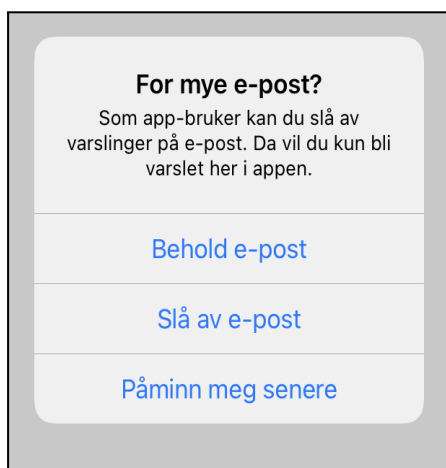 For mye e-post?
Som app-bruker kan du slå av
varslinger på e-post. Da vil du kun bli
varslet her i appen.
Behold e-post
Slå av e-post
Påminn meg senere